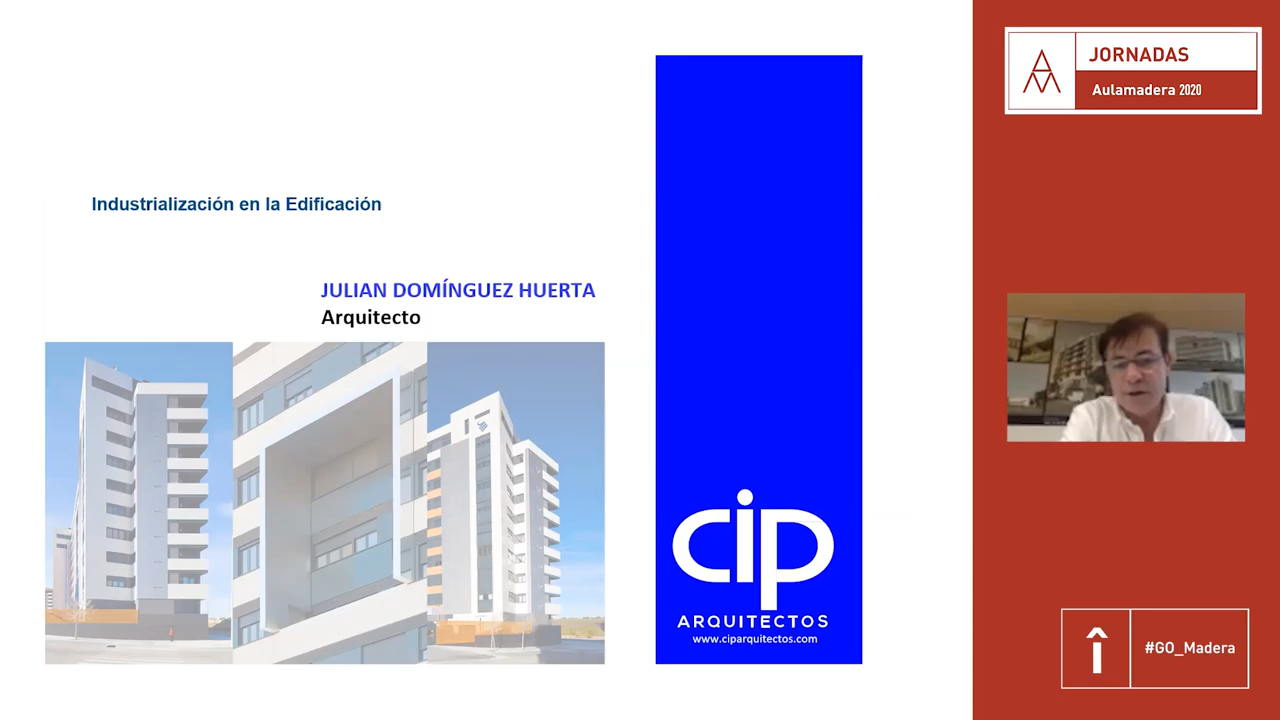 Industrialización en la Edificación
JULIAN DOMÍNGUEZ HUERTA
Arquitecto
cip
ARQUITECTOS
www.ciparquitectos.com
JORNADAS
Aulamadera 2020
#GO_Madera